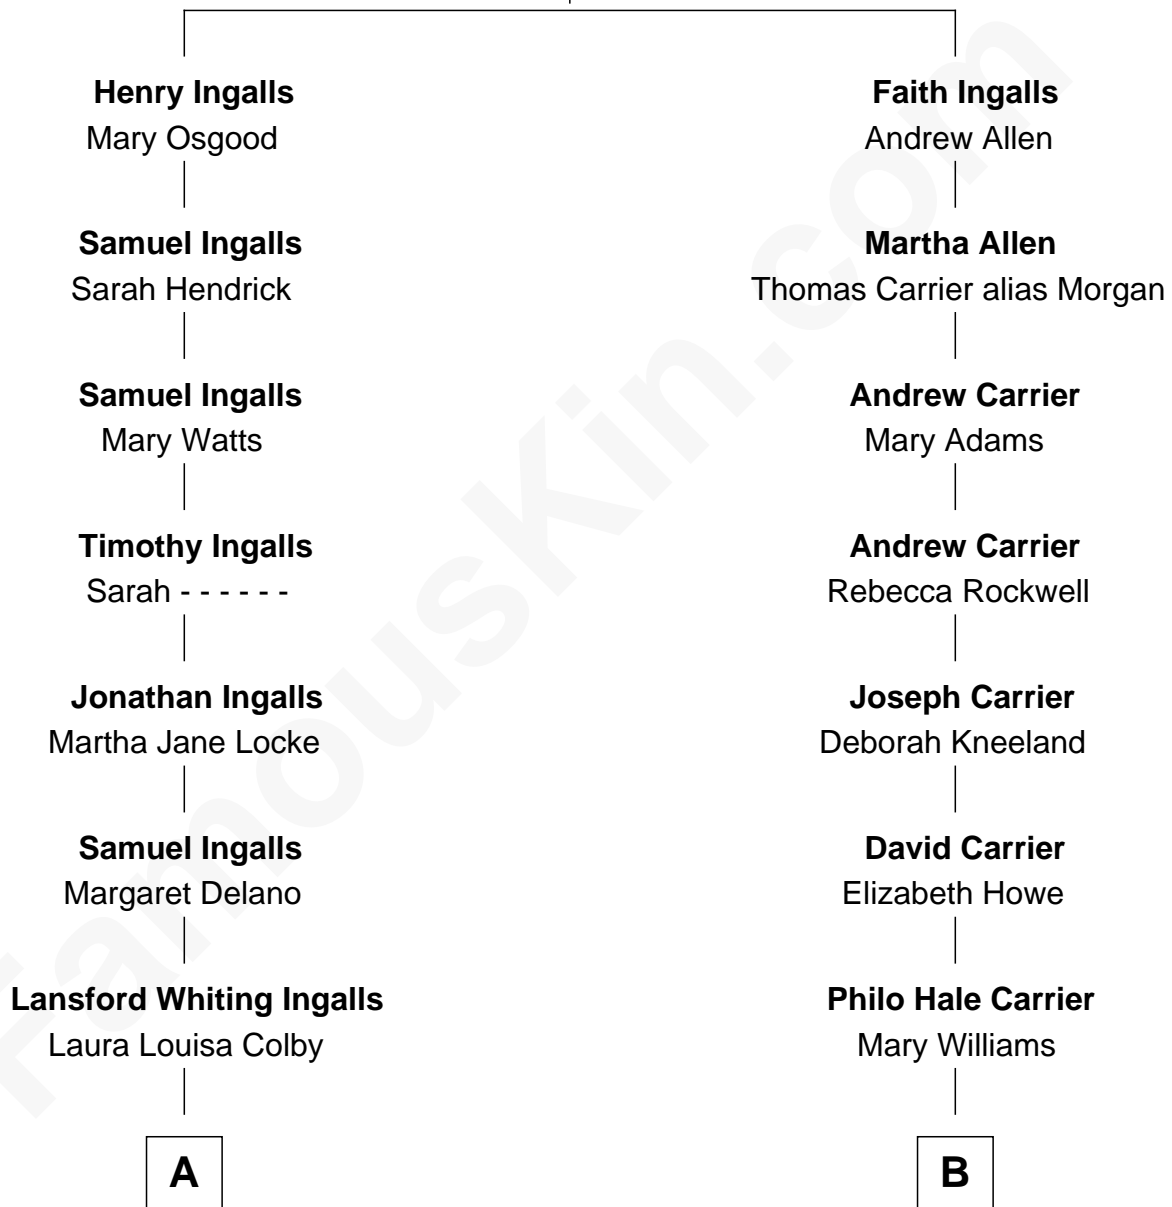 Henry Ingalls
Mary Osgood
Samuel Ingalls
Sarah Hendrick
Samuel Ingalls
Mary Watts
Timothy Ingalls
Sarah - - - - - -
Jonathan Ingalls
Martha Jane Locke
Samuel Ingalls
Margaret Delano
Lansford Whiting Ingalls
Laura Louisa Colby
A
Faith Ingalls
Andrew Allen
Martha Allen
Thomas Carrier alias Morgan
Andrew Carrier
Mary Adams
Andrew Carrier
Rebecca Rockwell
Joseph Carrier
Deborah Kneeland
David Carrier
Elizabeth Howe
Philo Hale Carrier
Mary Williams
B
FamousKin.com